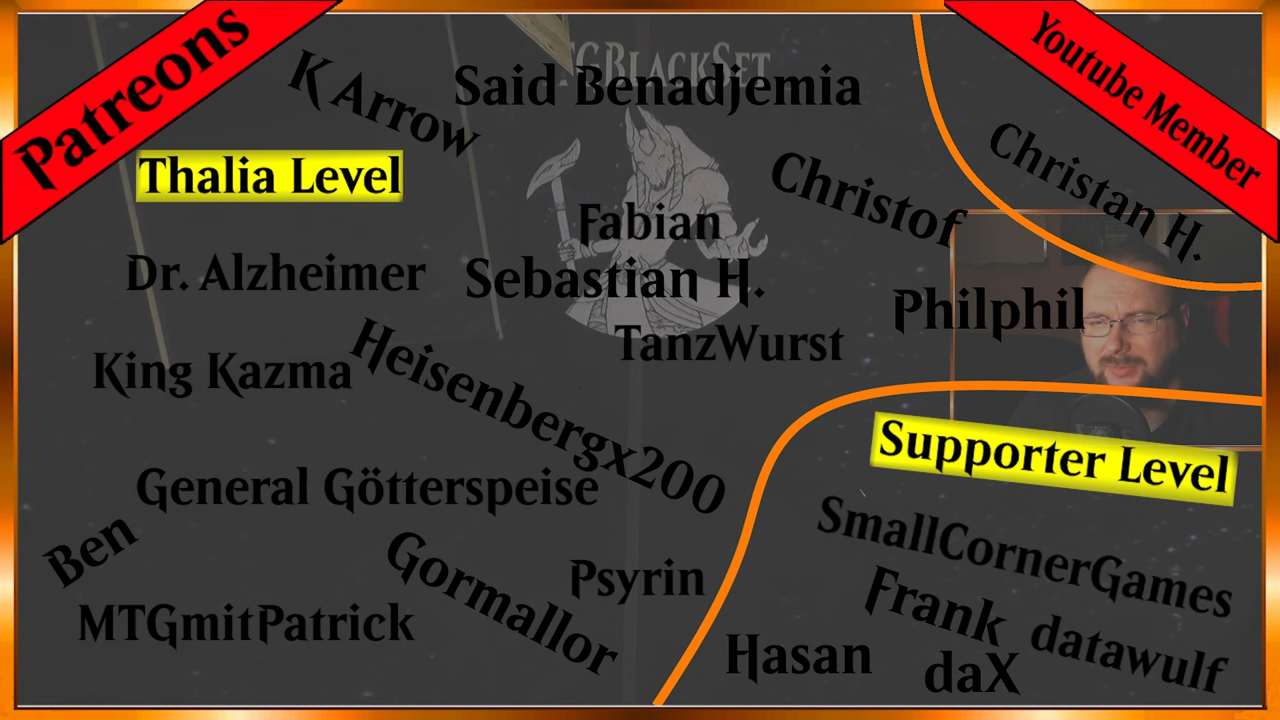 Patreons
Youtube Member
GBlackSet
K Arrow
Said Benadjemia
Thalia Level
Christof
Christan H.
Fabian
Dr. Alzheimer
Sebastian H.
Philphil
TanzWurst
King Kazma
Heisenbergx200
General Götterspeise
Supporter Level
Ben
Gormallor
Psyrin
SmallCornerGames
MTGmitPatrick
Frank
datawulf
Hasan
daX